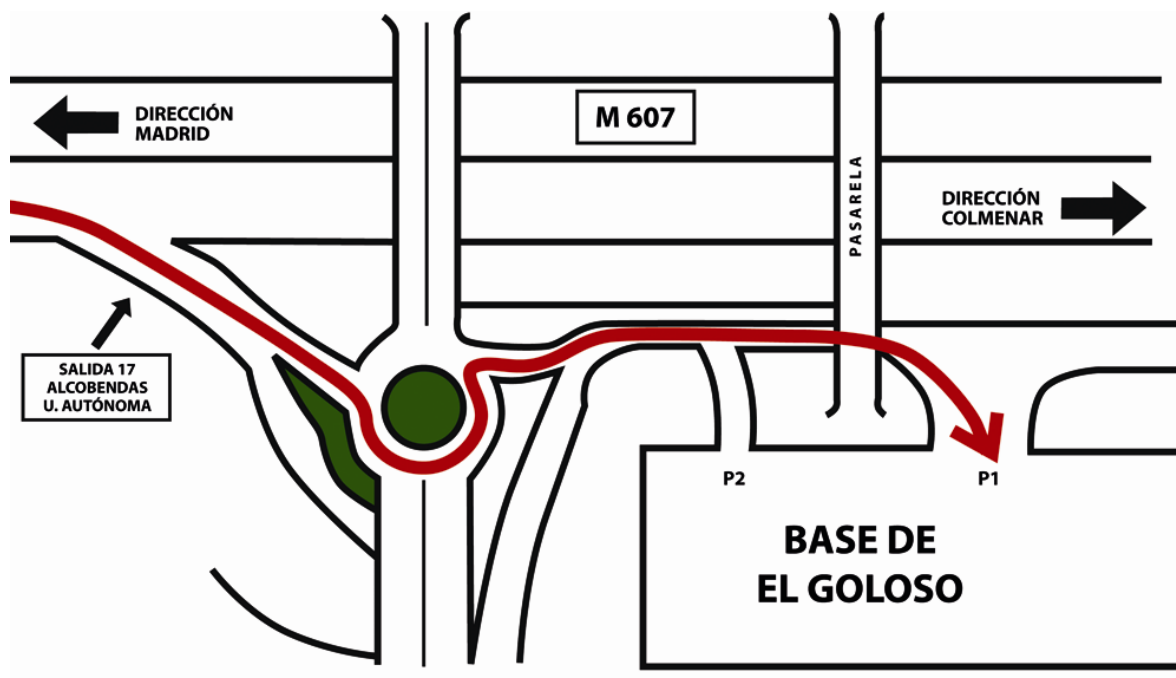 DIRECCIÓN
MADRID
M 607
PASARELA
DIRECCIÓN
COLMENAR
SALIDA 17
ALCOBENDAS
U. AUTÓNOMA
P2
P1
BASE DE
EL GOLOSO